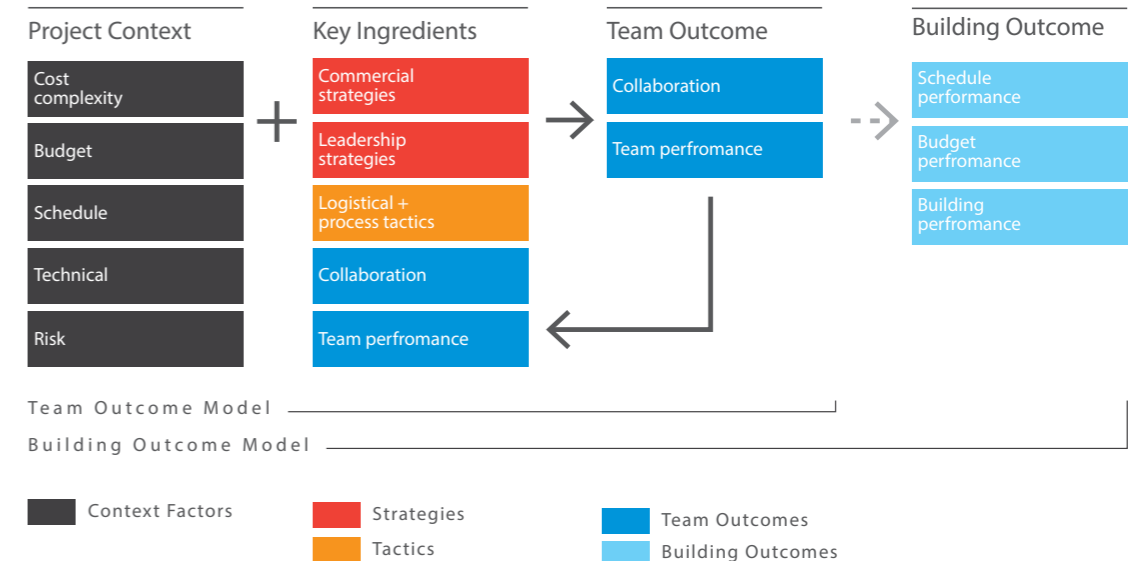 Project Context
Cost
complexity
Budget
Schedule
Technical
Risk
Key Ingredients
Commercial
strategies
Leadership
strategies
Logistical +
process tactics
Collaboration
Team perfromance
Team Outcome
Collaboration
Team perfromance
Building Outcome
Schedule
performance
Budget
perfromance
Building
perfromance
Team Outcome Model
Building Outcome Model
Context Factors
Strategies
Tactics
Team Outcomes
Building Outcomes